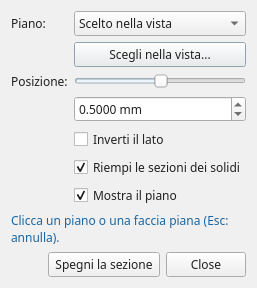 Piano:
Scelto nella vista
Scegli nella vista...
Posizione:
0.5000 mm
Inverti il lato
Riempi le sezioni dei solidi
Mostra il piano
Clicca un piano o una faccia piana (Esc:
annulla).
Spegni la sezione
Close